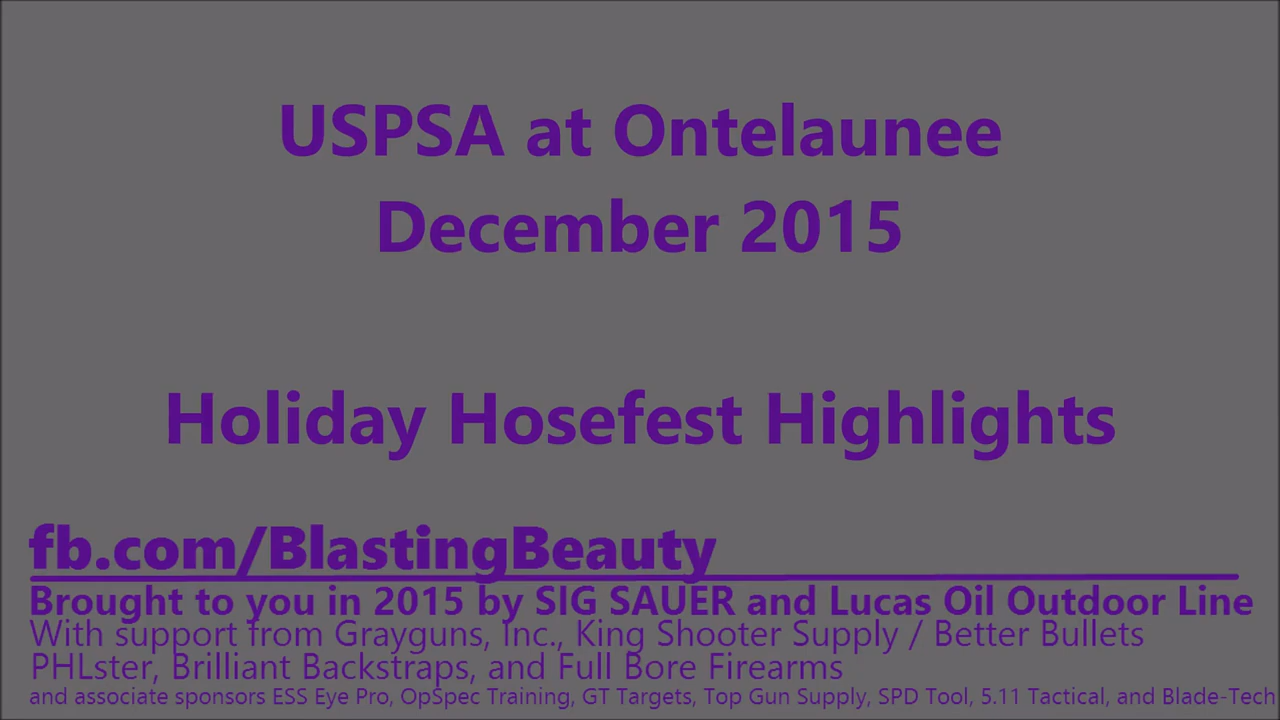 USPSA at Ontelaunee
December 2015
Holiday Hosefest Highlights
fb.com/BlastingBeauty
Brought to you in 2015 by SIG SAUER and Lucas Oil Outdoor Line
With support from Grayguns, Inc., King Shooter Supply / Better Bullets
PHLster, Brilliant Backstraps, and Full Bore Firearms
and associate sponsors ESS Eye Pro, OpSpec Training, GT Targets, Top Gun Supply, SPD Tool, 5.11 Tactical, and Blade-Tech